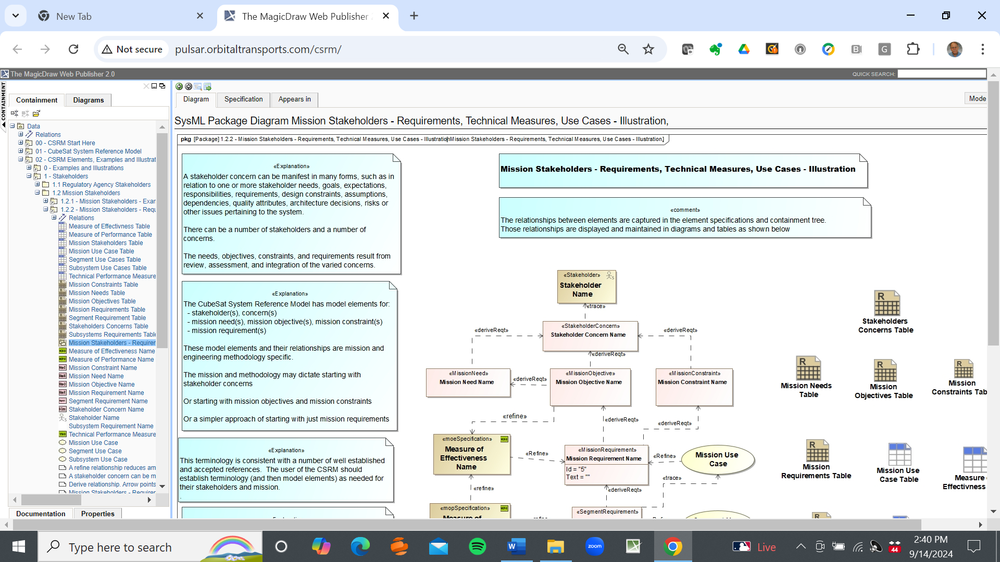 New Tab
The MagicDraw Web Publisher
Not secure
pulsar.orbitaltransports.com/csrm/
The MagicDraw Web Publisher 2.0
QUICK SEARCH:
CONTAINMENT
Containment
Diagrams
Data
Relations
00 - CSRM Start Here
01 - CubeSat System Reference Model
02 - CSRM Elements, Examples and Illustrat
0 - Examples and Illustrations
1 - Stakeholders
1.1 Regulatory Agency Stakeholders
1.2 Mission Stakeholders
1.2.1 - Mission Stakeholders - Exar
1.2.2 - Mission Stakeholders - Requ
Relations
Measure of Effectivness Table
Measure of Performance Table
Mission Stakeholders Table
Mission Use Case Table
Segment Use Cases Table
Subsystem Use Cases Table
Technical Performance Measure
Mission Constraints Table
Mission Needs Table
Mission Objectives Table
Mission Requirements Table
Segment Requirement Table
Stakeholders Concerns Table
Subsystems Requirements Table
Mission Stakeholders - Requirer
Measure of Effectiveness Name
Measure of Performance Name
Mission Constraint Name
Mission Need Name
Mission Objective Name
Mission Requirement Name
Segment Requirement Name
Stakeholder Concern Name
Stakeholder Name
Subsystem Requirement Name
Technical Performance Measure
Mission Use Case
Segment Use Case
Subsystem Use Case
A refine relationship reduces am
A stakeholder concern can be m
Derive relationship. Arrow points
Mission Stakeholders - Requirer
Documentation
Properties
Diagram
Specification
Appears in
Mode
SysML Package Diagram Mission Stakeholders - Requirements, Technical Measures, Use Cases - Illustration,
pkg [Package] 1.2.2 - Mission Stakeholders - Requirements, Technical Measures, Use Cases - Illustration[Mission Stakeholders - Requirements, Technical Measures, Use Cases - Illustration]
«Explanation»
A stakeholder concern can be manifest in many forms, such as in
relation to one or more stakeholder needs, goals, expectations,
responsibilities, requirements, design constraints, assumptions,
dependencies, quality attributes, architecture decisions, risks or
other issues pertaining to the system.
There can be a number of stakeholders and a number of
concerns.
The needs, objectives, constraints, and requirements result from
review, assessment, and integration of the varied concerns.
«Explanation»
The CubeSat System Reference Model has model elements for:
- stakeholder(s), concern(s)
- mission need(s), mission objective(s), mission constraint(s)
- mission requirement(s)
These model elements and their relationships are mission and
engineering methodology specific.
The mission and methodology may dictate starting with
stakeholder concerns
Or starting with mission objectives and mission constraints
Or a simpler approach of starting with just mission requirements
«Explanation»
This terminology is consistent with a number of well established
and accepted references. The user of the CSRM should
establish terminology (and then model elements) as needed for
their stakeholders and mission.
.
Mission Stakeholders - Requirements, Technical Measures, Use Cases - Illustration
«comment»
The relationships between elements are captured in the element specifications and containment tree.
Those relationships are displayed and maintained in diagrams and tables as shown below
«Stakeholder»
Stakeholder
Name
«trace»
«StakeholderConcern»
Stakeholder Concern Name
«deriveReqt»
«deriveReqt»
«deriveReqt»
«MissionNeed»
Mission Need Name
«deriveReqt»
«MissionObjective»
Mission Objective Name
«MissionConstraint»
Mission Constraint Name
«refine»
«deriveReqt»
«deriveReqt»
«moeSpecification»
Measure of
Effectiveness
Name
«Refine»
«MissionRequirement»
Mission Requirement Name
Id = "5"
Text = ""
«Refine»
Mission Use
Case
«trace»
«refine»
«deriveReqt»
«mopSpecification»
Measure of
«SegmentRequirement»
Stakeholders
Concerns Table
Mission Needs
Table
Mission
Objectives Table
Mission
Constraints Tab
Mission
Requirements Table
Mission Use
Case Table
Measure
Effectivness
Type here to search
zoom
Live
44
2:40 PM
9/14/2024